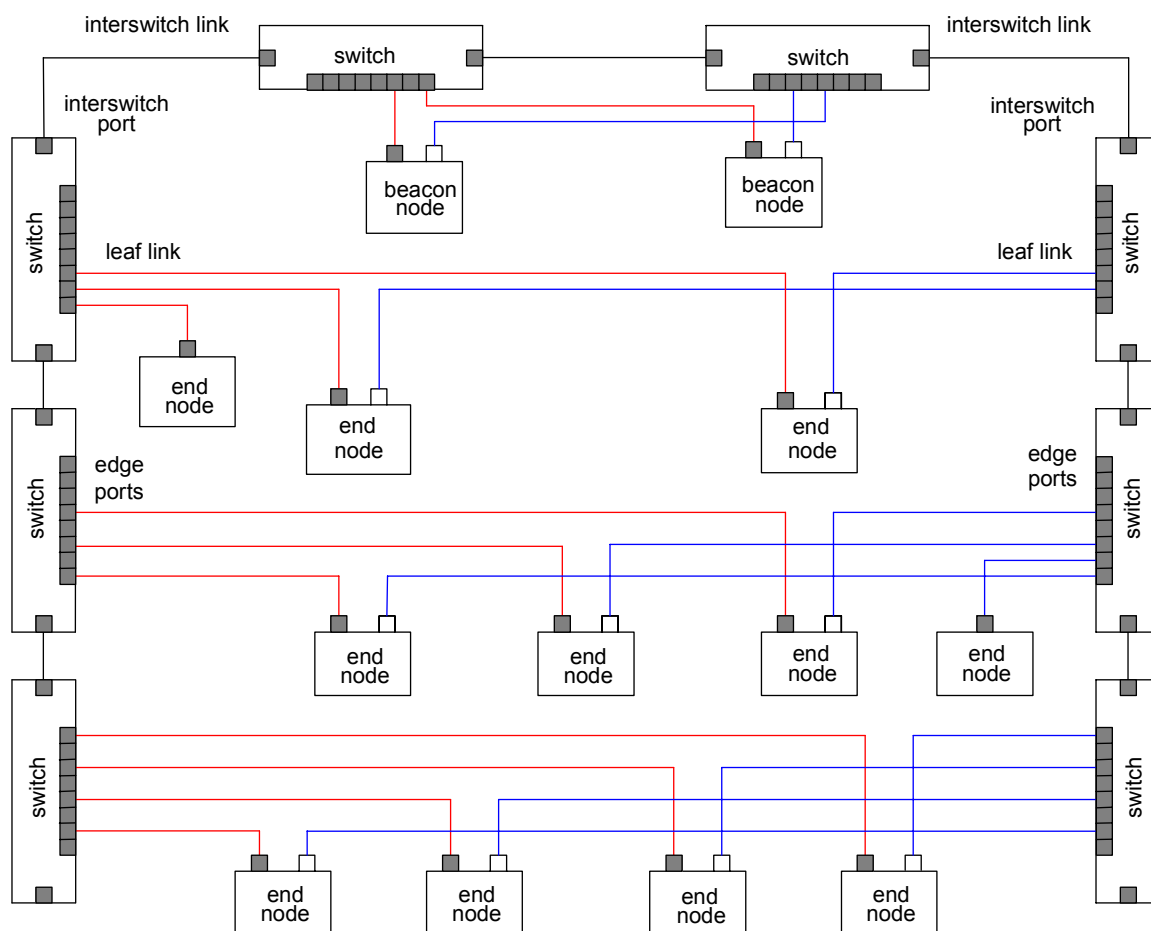 interswitch link
interswitch link
switch
switch
interswitch
port
interswitch
port
beacon
node
beacon
node
switch
switch
leaf link
leaf link
end
node
end
node
end
node
edge
ports
edge
ports
switch
switch
end
node
end
node
end
node
end
node
switch
switch
end
node
end
node
end
node
end
node